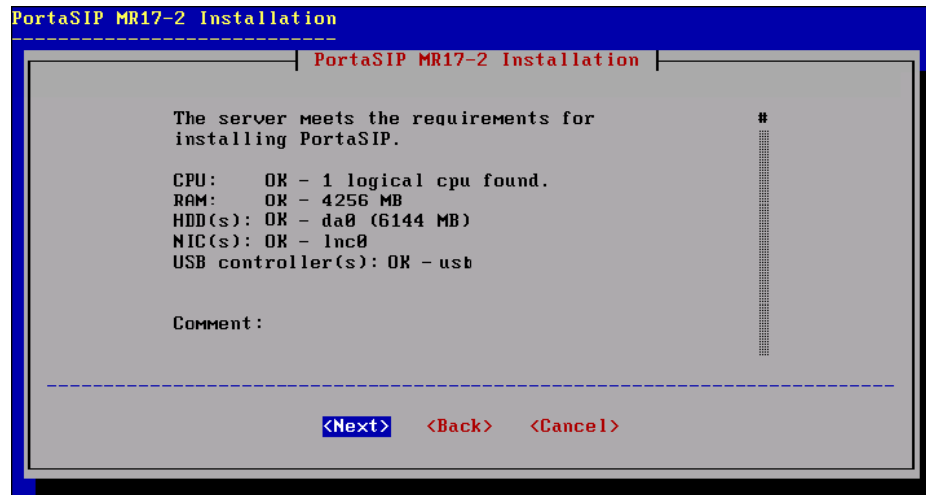 PortaSIP MR17-2 Installation
PortaSIP MR17-2 Installation
The server meets the requirements for
installing PortaSIP.
#
CPU: OK - 1 logical cpu found.
RAM: OK - 4256 MB
HDD(s): OK - da0 (6144 MB)
NIC(s): OK - lnc0
USB controller(s): OK - usb
Comment:
<Next> <Back> <Cancel>